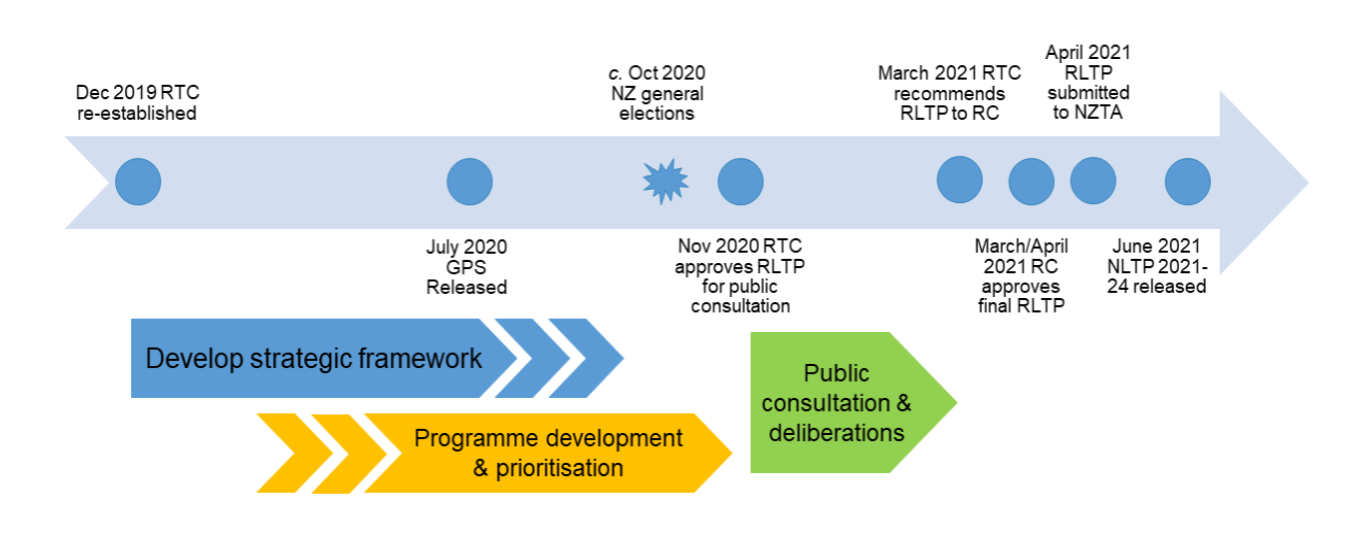 Dec 2019 RTC
re-established
c. Oct 2020
NZ general
elections
March 2021 RTC
recommends
RLTP to RC
April 2021
RLTP
submitted
to NZTA
July 2020
GPS
Released
Nov 2020 RTC
approves RLTP
for public
consultation
March/April
2021 RC
approves
final RLTP
June 2021
NLTP 2021-
24 released
Develop strategic framework
Programme development
& prioritisation
Public
consultation &
deliberations